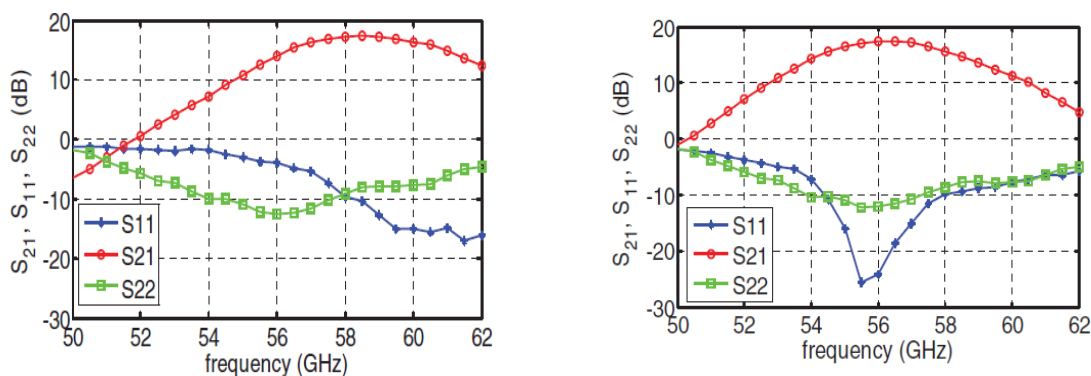 20
10
0
-10
-20
-30
S21, S11, S22 (dB)
S11
S21
S22
50 52 54 56 58 60 62
frequency (GHz)
20
10
0
-10
-20
-30
S21, S11, S22 (dB)
S11
S21
S22
50 52 54 56 58 60 62
frequency (GHz)